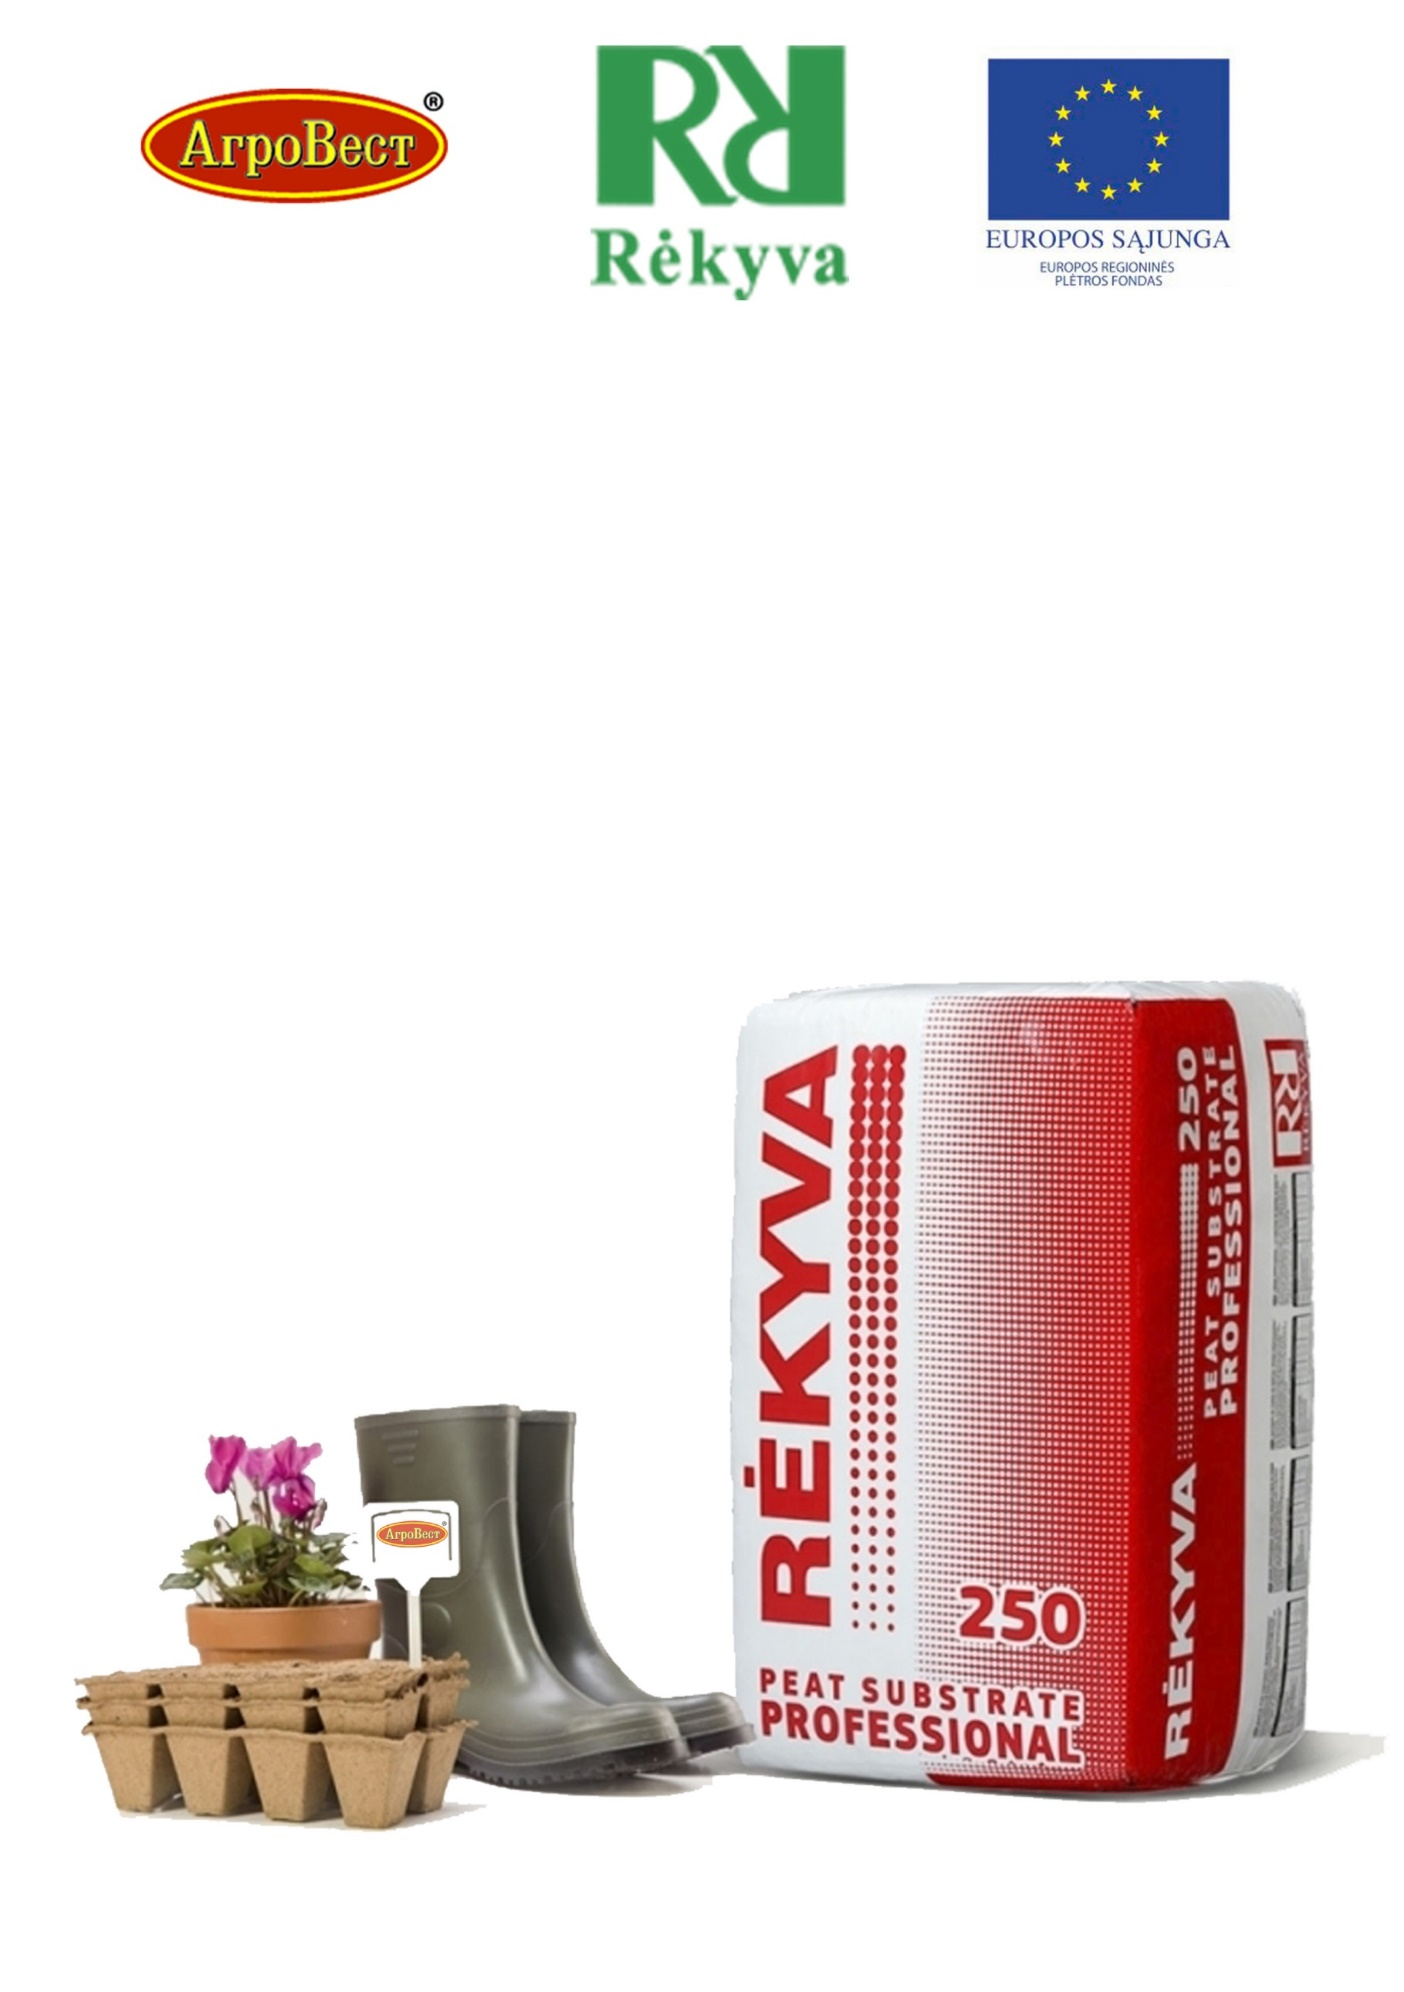 АгроВест ®
Rėkyva
EUROPOS SĄJUNGA
EUROPOS REGIONINĖS
PLĖTROS FONDAS
RĖKYVA
250
PEAT SUBSTRATE
PROFESSIONAL
RĖKYVA 250
PEAT SUBSTRATE
PROFESSIONAL
RĖKYVA
АгроВест ®